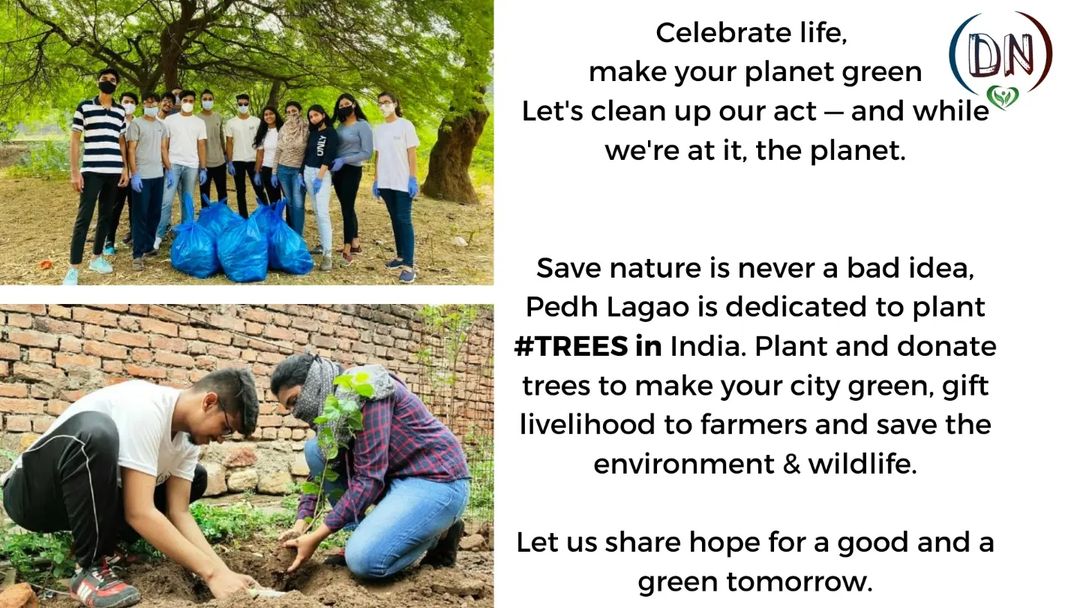 Celebrate life,
make your planet green
Let's clean up our act — and while
we're at it, the planet.
DN
Save nature is never a bad idea,
Pedh Lagao is dedicated to plant
#TREES in India. Plant and donate
trees to make your city green, gift
livelihood to farmers and save the
environment & wildlife.
Let us share hope for a good and a
green tomorrow.
ONLY